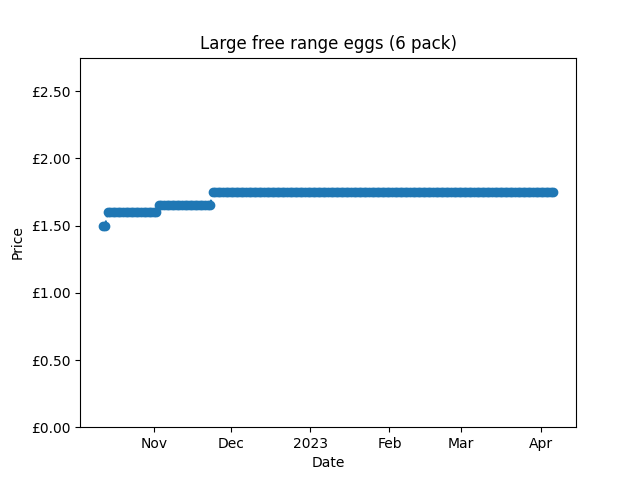 Large free range eggs (6 pack)
£2.50
£2.00
£1.50
£1.00
£0.50
£0.00
Price
Nov Dec 2023 Feb Mar Apr
Date